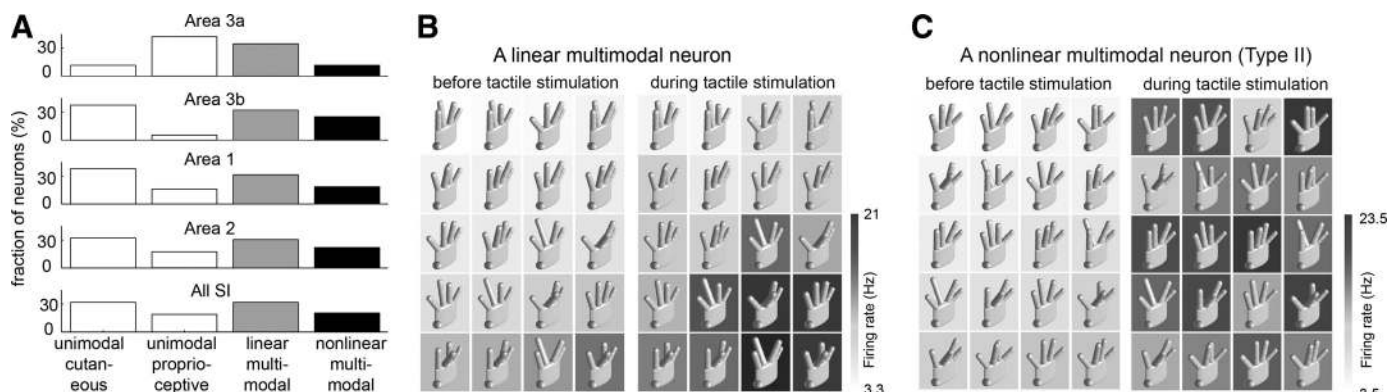 A
fraction of neurons (%)
Area 3a
30
0
Area 3b
30
0
Area 1
30
0
Area 2
30
0
All SI
30
0
unimodal
cutan-
eous
unimodal
proprio-
ceptive
linear
multi-
modal
nonlinear
multi-
modal
B
A linear multimodal neuron
before tactile stimulation
during tactile stimulation
21
Firing rate (Hz)
3.3
C
A nonlinear multimodal neuron (Type II)
before tactile stimulation
during tactile stimulation
23.5
Firing rate (Hz)